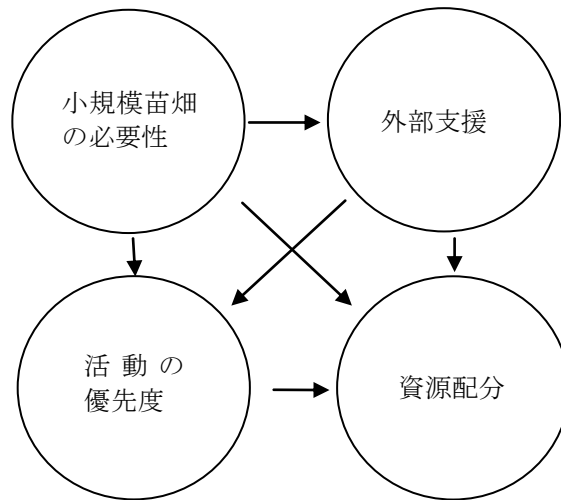 小規模苗畑
の必要性
外部支援
活動の
優先度
資源配分